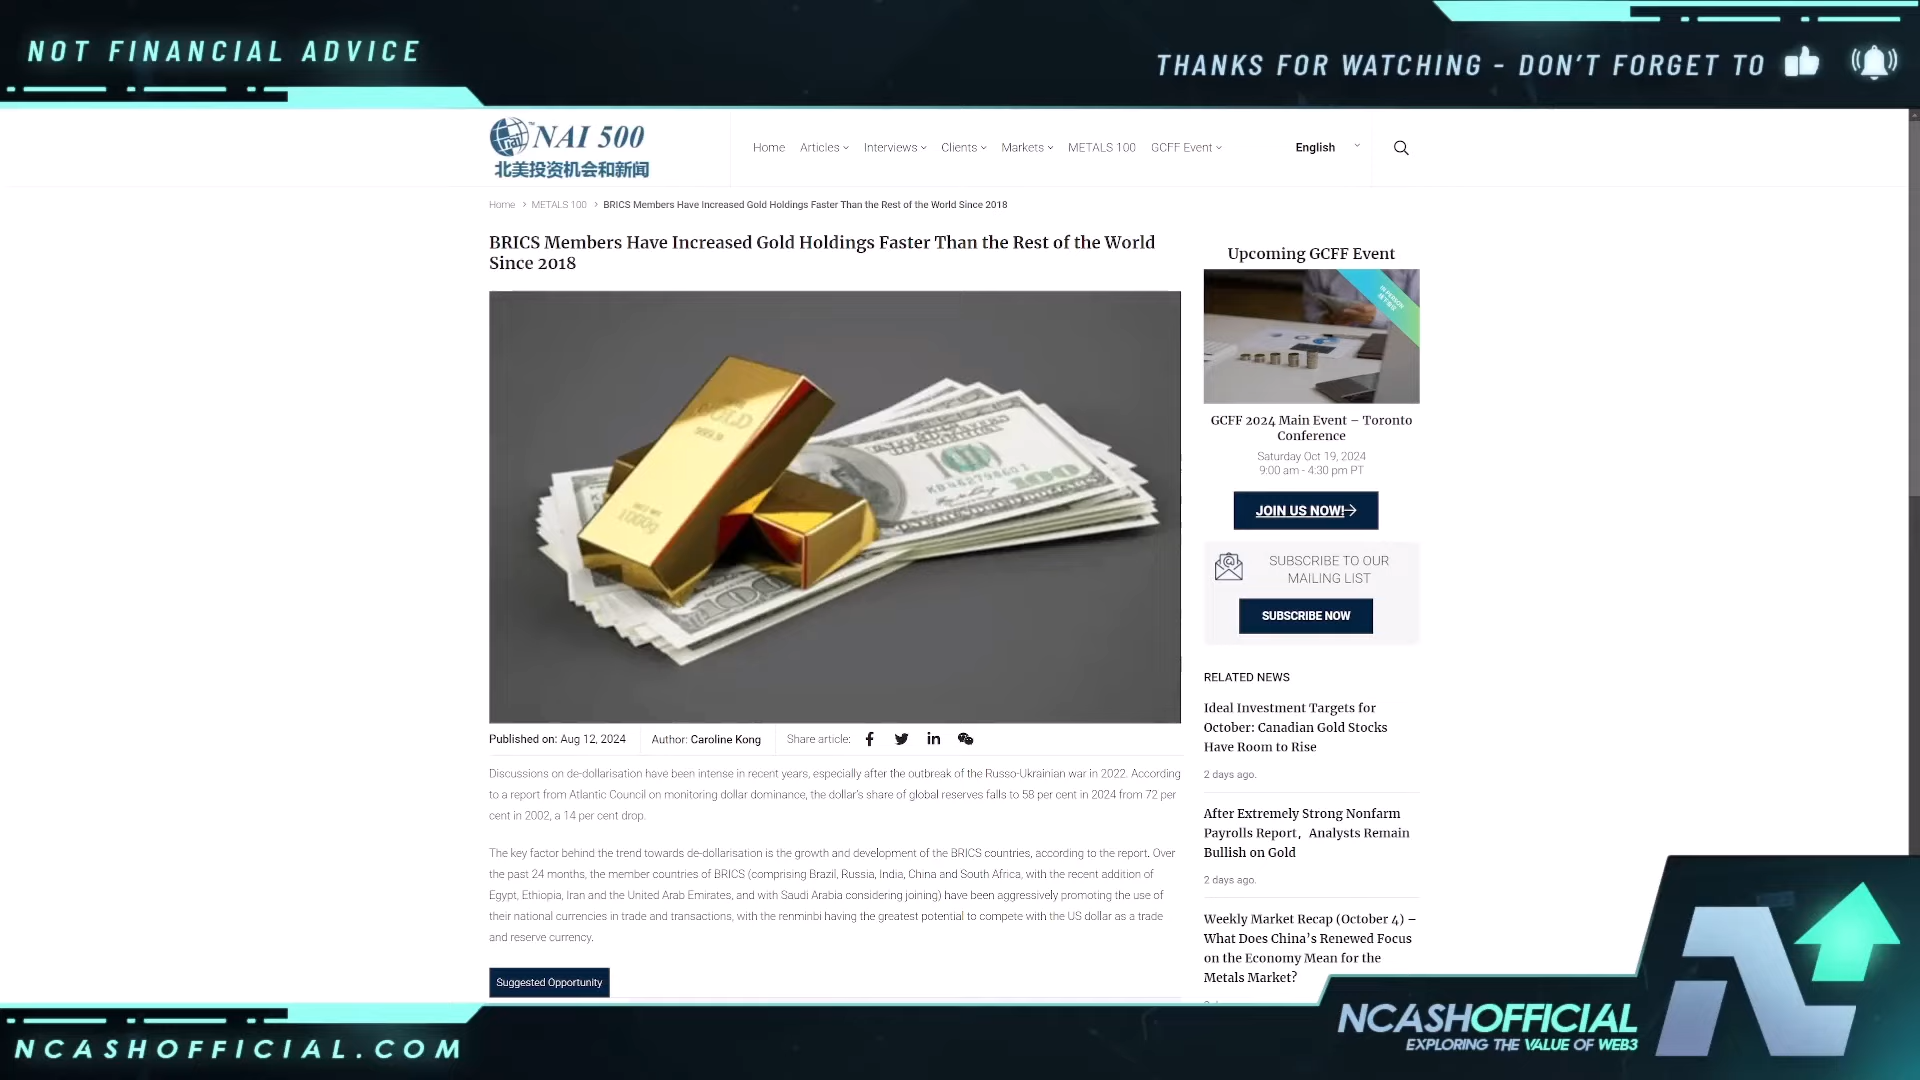 NOT FINANCIAL ADVICE
THANKS FOR WATCHING - DON'T FORGET TO
NAI 500
北美投资机会和新闻
Home Articles Interviews Clients Markets METALS 100 GCFF Event English
Home > METALS 100 > BRICS Members Have Increased Gold Holdings Faster Than the Rest of the World Since 2018
BRICS Members Have Increased Gold Holdings Faster Than the Rest of the World
Since 2018
GOLD
1000g
100
KB46279860 I
100
Published on: Aug 12, 2024
Author: Caroline Kong
Share article:
Discussions on de-dollarisation have been intense in recent years, especially after the outbreak of the Russo-Ukrainian war in 2022. According
to a report from Atlantic Council on monitoring dollar dominance, the dollar's share of global reserves falls to 58 per cent in 2024 from 72 per
cent in 2002, a 14 per cent drop.
The key factor behind the trend towards de-dollarisation is the growth and development of the BRICS countries, according to the report. Over
the past 24 months, the member countries of BRICS (comprising Brazil, Russia, India, China and South Africa, with the recent addition of
Egypt, Ethiopia, Iran and the United Arab Emirates, and with Saudi Arabia considering joining) have been aggressively promoting the use of
their national currencies in trade and transactions, with the renminbi having the greatest potential to compete with the US dollar as a trade
and reserve currency.
Suggested Opportunity
Upcoming GCFF Event
IN-PERSON
GCFF 2024 Main Event – Toronto
Conference
Saturday Oct 19, 2024
9:00 am - 4:30 pm PT
JOIN US NOW!
SUBSCRIBE TO OUR
MAILING LIST
SUBSCRIBE NOW
RELATED NEWS
Ideal Investment Targets for
October: Canadian Gold Stocks
Have Room to Rise
2 days ago.
After Extremely Strong Nonfarm
Payrolls Report， Analysts Remain
Bullish on Gold
2 days ago.
Weekly Market Recap (October 4) –
What Does China's Renewed Focus
on the Economy Mean for the
Metals Market?
NCASHOFFICIAL.COM
NCASHOFFICIAL
EXPLORING THE VALUE OF WEB3